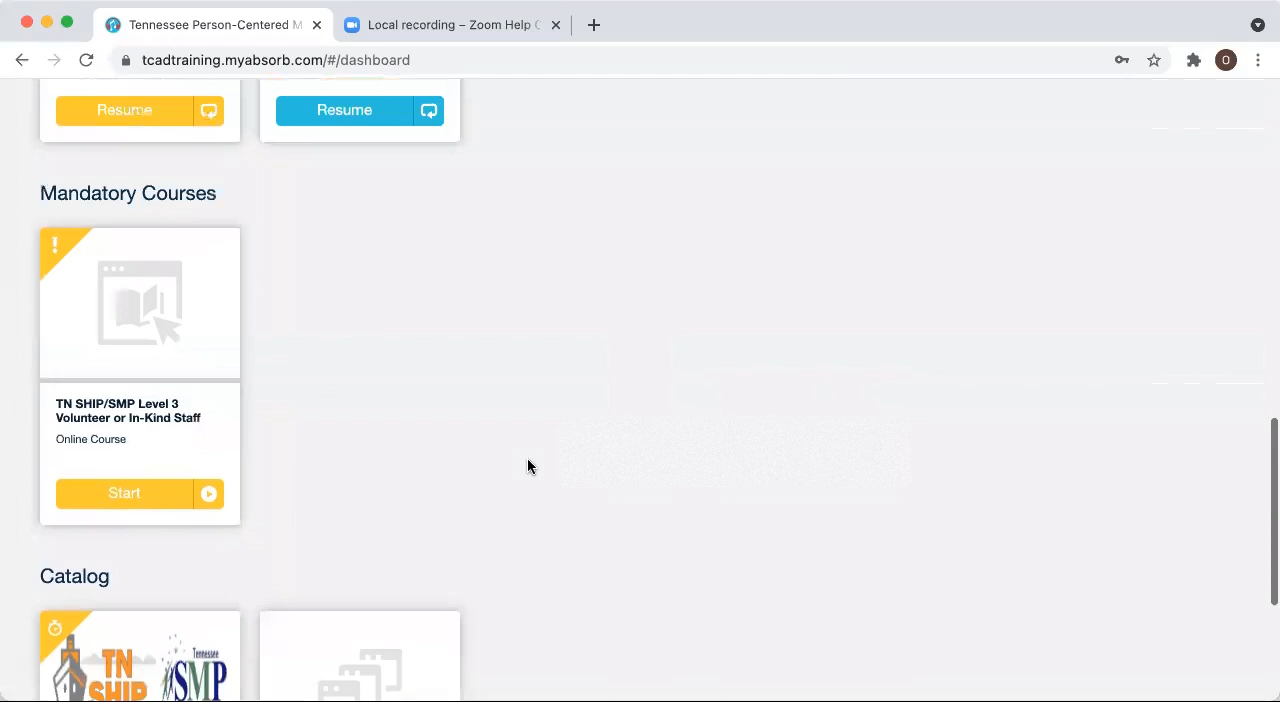 Tennessee Person-Centered M
Local recording – Zoom Help C
tcadtraining.myabsorb.com/#/dashboard
O
Resume
Resume
Mandatory Courses
TN SHIP/SMP Level 3
Volunteer or In-Kind Staff
Online Course
Start
Catalog
TN
SHIP
Tennessee
SMP